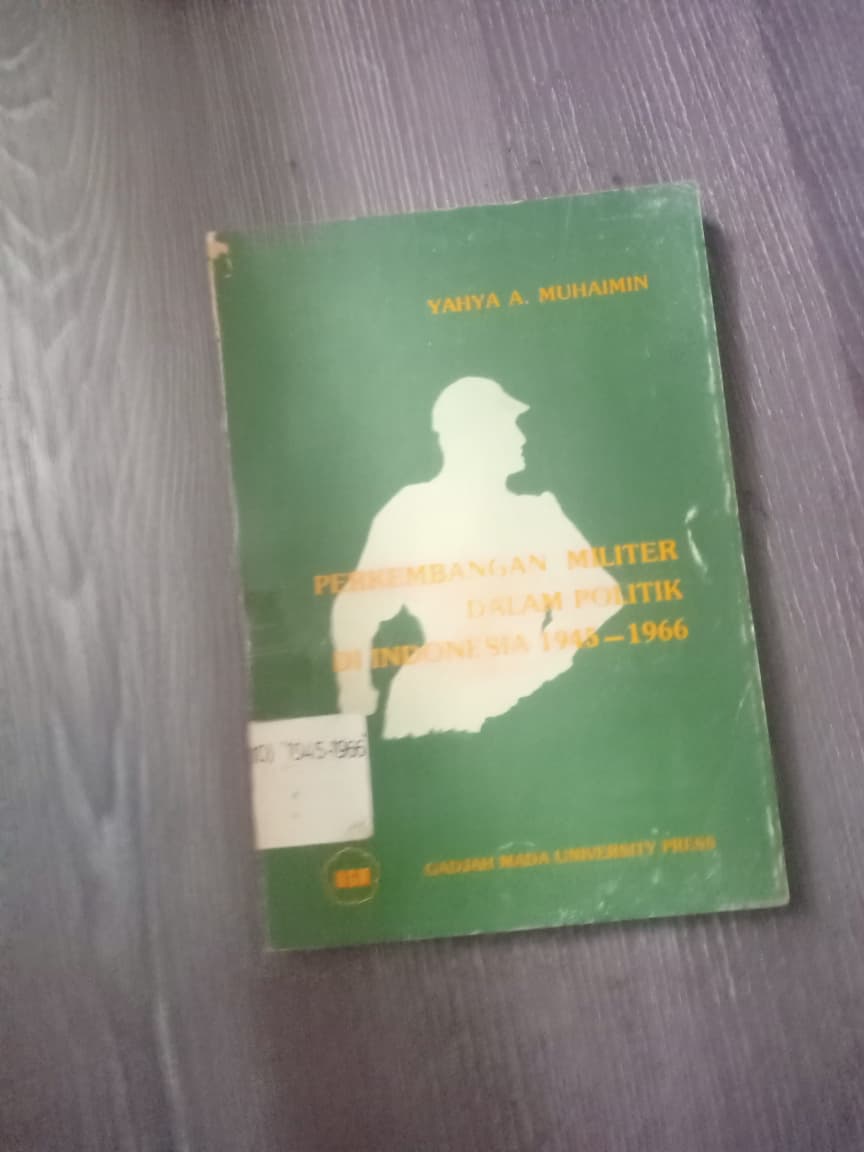 YAHYA A. MUHAIMIN
PERKEMBANGAN MILITER
DALAM POLITIK
DI INDONESIA 1945–1966
1945-1966
GADJAH MADA UNIVERSITY PRESS